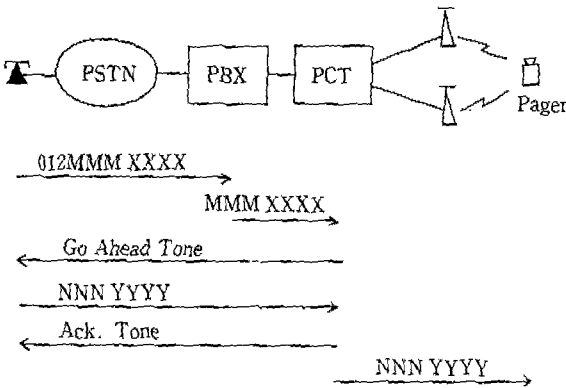 PSTN
PBX
PCT
Pager
012MMM XXXX
MMM XXXX
Go Ahead Tone
NNN YYYY
Ack. Tone
NNN YYYY